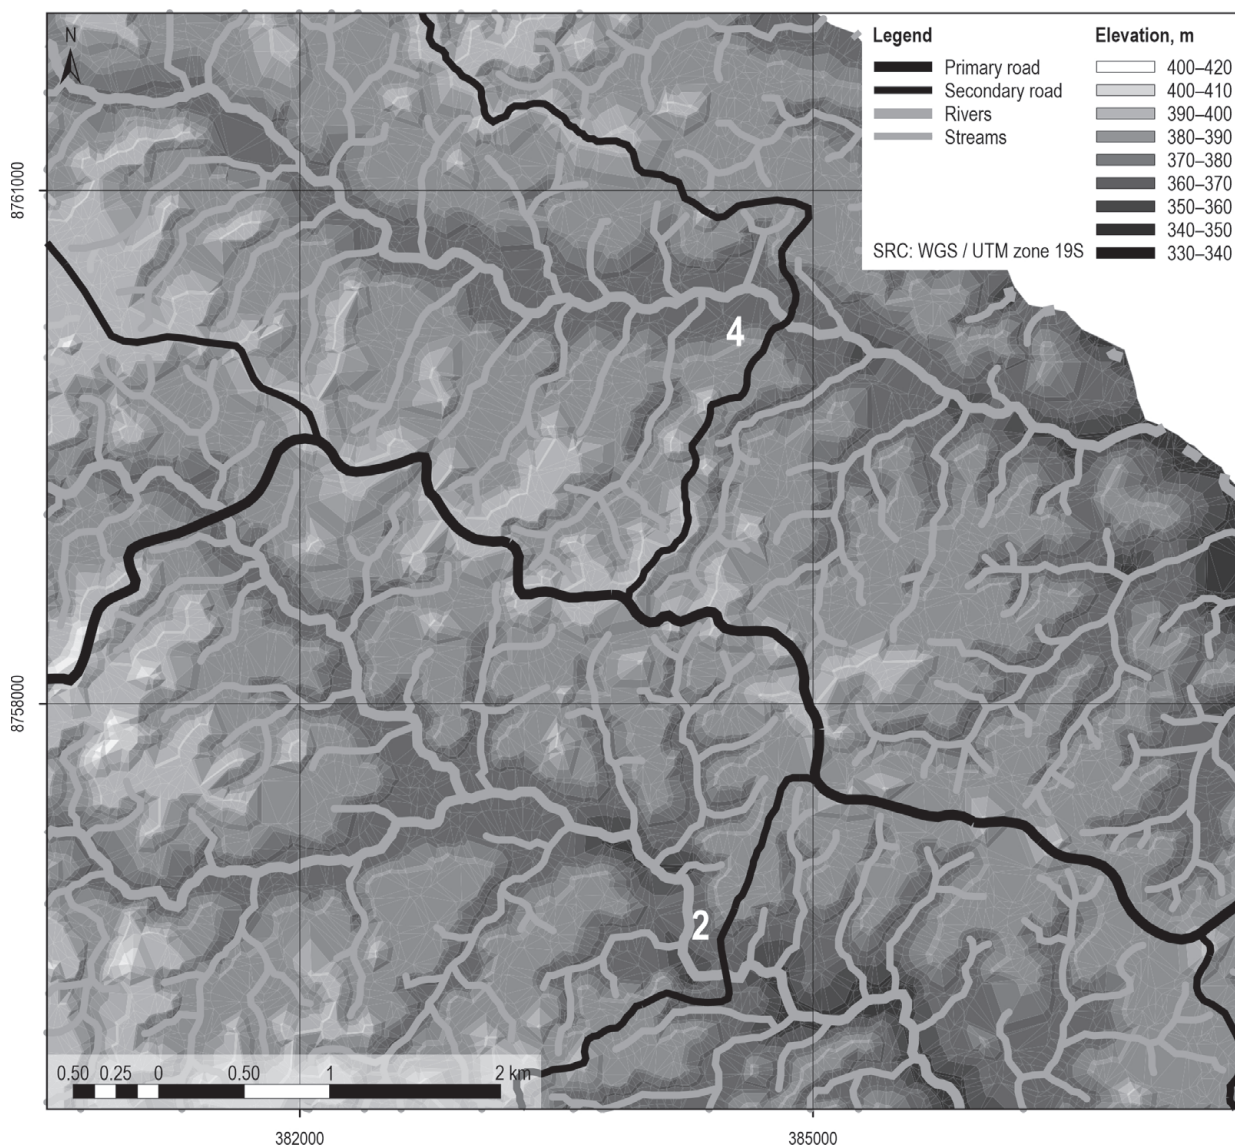 N
Legend
Primary road
Secondary road
Rivers
Streams
SRC: WGS / UTM zone 19S
Elevation, m
400–420
400–410
390–400
380–390
370–380
360–370
350–360
340–350
330–340
8761000
4
8758000
2
0.50 0.25 0 0.50 1 2 km
382000 385000